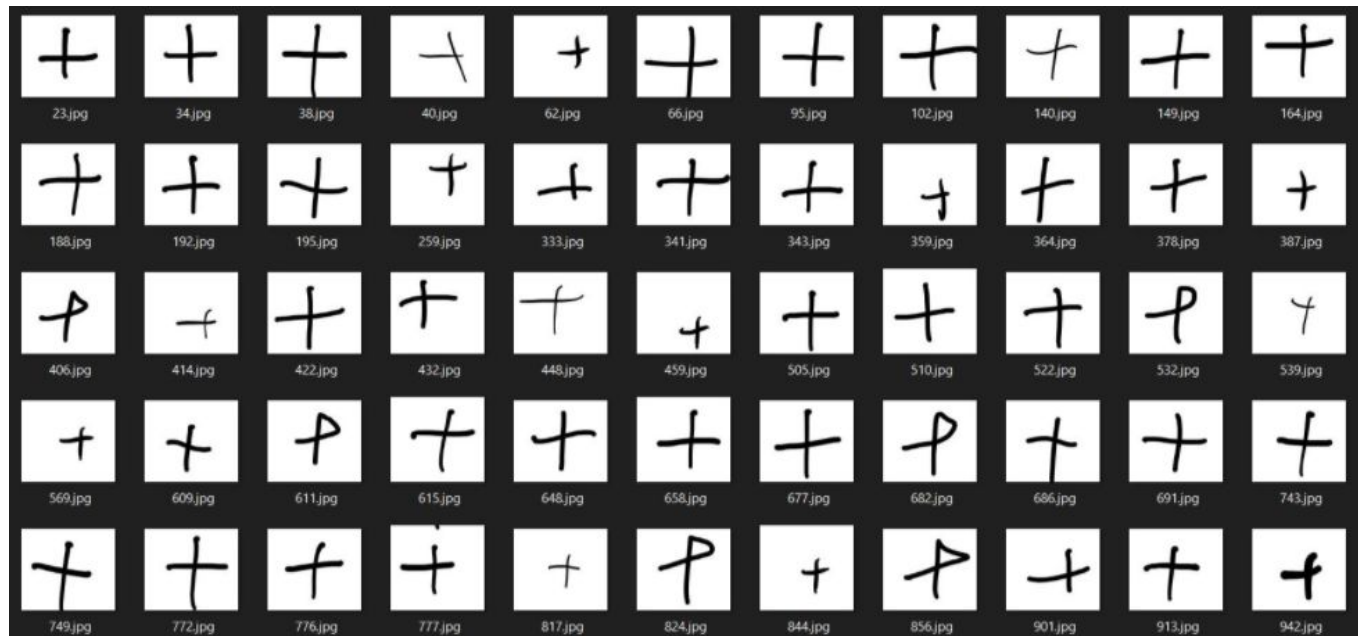 + + + + + + + + + + +
23.jpg 34.jpg 38.jpg 40.jpg 62.jpg 66.jpg 95.jpg 102.jpg 140.jpg 149.jpg 164.jpg
+ + + + + + + + + + +
188.jpg 192.jpg 195.jpg 259.jpg 333.jpg 341.jpg 343.jpg 359.jpg 364.jpg 378.jpg 387.jpg
+ + + + + + + + + + +
406.jpg 414.jpg 422.jpg 432.jpg 448.jpg 459.jpg 505.jpg 510.jpg 522.jpg 532.jpg 539.jpg
+ + + + + + + + + + +
569.jpg 609.jpg 611.jpg 615.jpg 648.jpg 658.jpg 677.jpg 682.jpg 686.jpg 691.jpg 743.jpg
+ + + + + + + + + + +
749.jpg 772.jpg 776.jpg 777.jpg 817.jpg 824.jpg 844.jpg 856.jpg 901.jpg 913.jpg 942.jpg